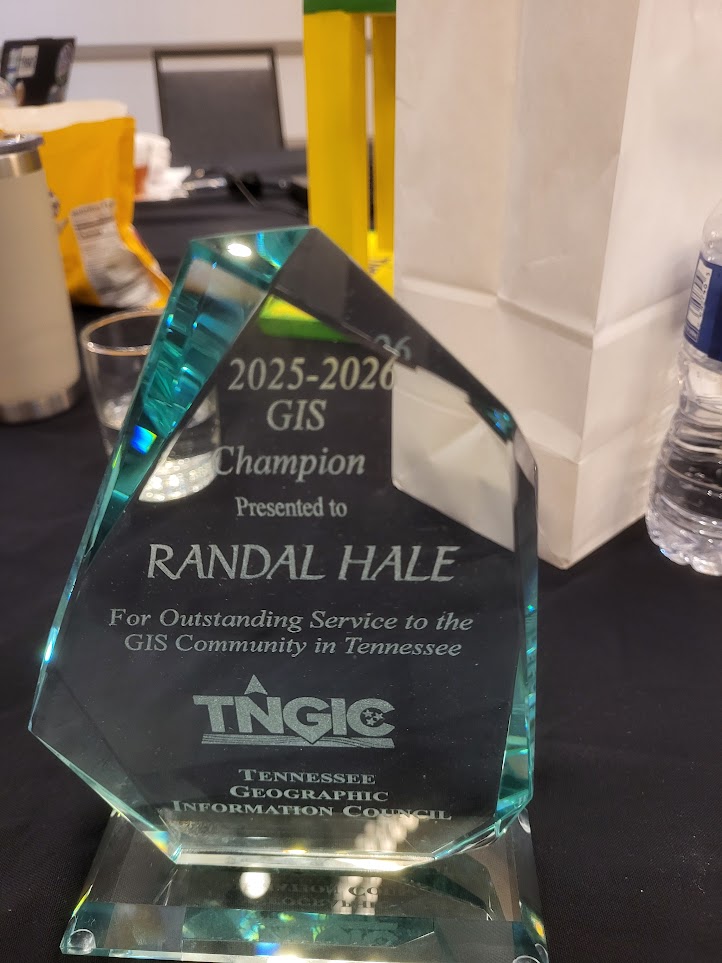 2025-2026
GIS
Champion
Presented to
RANDAL HALE
For Outstanding Service to the
GIS Community in Tennessee
TNGIC
TENNESSEE
GEOGRAPHIC
INFORMATION COUNCIL